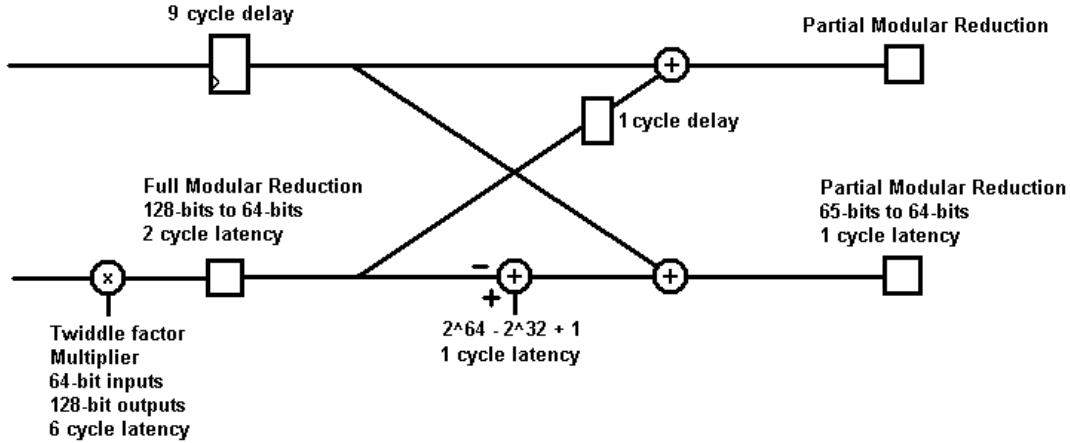 9 cycle delay
Partial Modular Reduction
+
1 cycle delay
Full Modular Reduction
128-bits to 64-bits
2 cycle latency
Partial Modular Reduction
65-bits to 64-bits
1 cycle latency
x
−
+
+
+
2^64 - 2^32 + 1
1 cycle latency
Twiddle factor
Multiplier
64-bit inputs
128-bit outputs
6 cycle latency